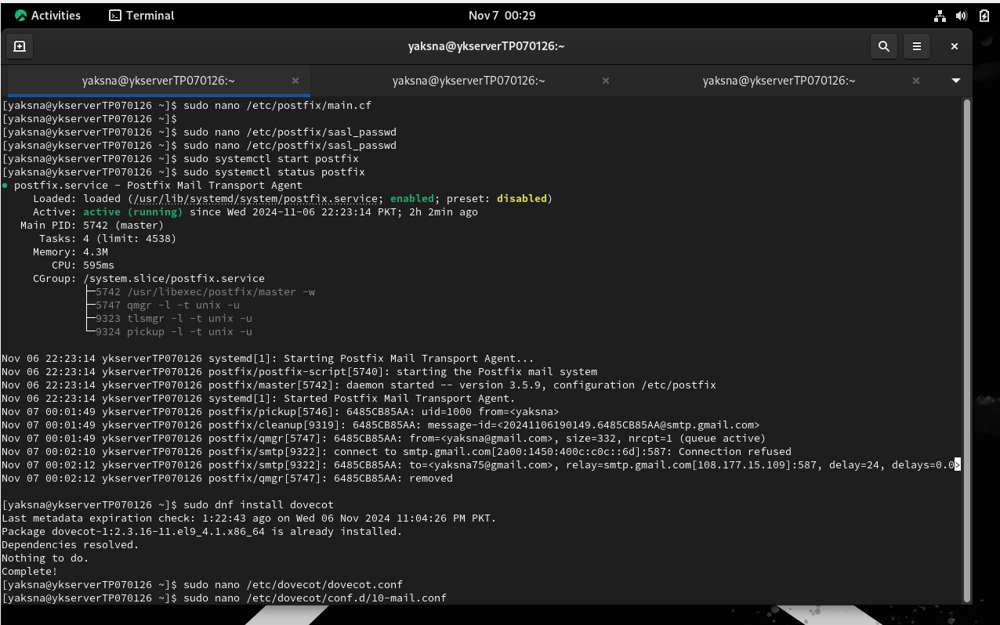 Activities Terminal Nov 7 00:29
yaksna@ykserverTP070126:~
yaksna@ykserverTP070126:~ yaksna@ykserverTP070126:~ yaksna@ykserverTP070126:~
[yaksna@ykserverTP070126 ~]$ sudo nano /etc/postfix/main.cf
[yaksna@ykserverTP070126 ~]$
[yaksna@ykserverTP070126 ~]$ sudo nano /etc/postfix/sasl_passwd
[yaksna@ykserverTP070126 ~]$ sudo nano /etc/postfix/sasl_passwd
[yaksna@ykserverTP070126 ~]$ sudo systemctl start postfix
[yaksna@ykserverTP070126 ~]$ sudo systemctl status postfix
● postfix.service - Postfix Mail Transport Agent
     Loaded: loaded (/usr/lib/systemd/system/postfix.service; enabled; preset: disabled)
     Active: active (running) since Wed 2024-11-06 22:23:14 PKT; 2h 2min ago
   Main PID: 5742 (master)
      Tasks: 4 (limit: 4538)
     Memory: 4.3M
        CPU: 595ms
     CGroup: /system.slice/postfix.service
             ├─5742 /usr/libexec/postfix/master -w
             ├─5747 qmgr -l -t unix -u
             ├─9323 tlsmgr -l -t unix -u
             └─9324 pickup -l -t unix -u
Nov 06 22:23:14 ykserverTP070126 systemd[1]: Starting Postfix Mail Transport Agent...
Nov 06 22:23:14 ykserverTP070126 postfix/postfix-script[5740]: starting the Postfix mail system
Nov 06 22:23:14 ykserverTP070126 postfix/master[5742]: daemon started -- version 3.5.9, configuration /etc/postfix
Nov 06 22:23:14 ykserverTP070126 systemd[1]: Started Postfix Mail Transport Agent.
Nov 07 00:01:49 ykserverTP070126 postfix/pickup[5746]: 6485CB85AA: uid=1000 from=<yaksna>
Nov 07 00:01:49 ykserverTP070126 postfix/cleanup[9319]: 6485CB85AA: message-id=<20241106190149.6485CB85AA@smtp.gmail.com>
Nov 07 00:01:49 ykserverTP070126 postfix/qmgr[5747]: 6485CB85AA: from=<yaksna@gmail.com>, size=332, nrcpt=1 (queue active)
Nov 07 00:02:10 ykserverTP070126 postfix/smtp[9322]: connect to smtp.gmail.com[2a00:1450:400c:c0c::6d]:587: Connection refused
Nov 07 00:02:12 ykserverTP070126 postfix/smtp[9322]: 6485CB85AA: to=<yaksna75@gmail.com>, relay=smtp.gmail.com[108.177.15.109]:587, delay=24, delays=0.0>
Nov 07 00:02:12 ykserverTP070126 postfix/qmgr[5747]: 6485CB85AA: removed
[yaksna@ykserverTP070126 ~]$ sudo dnf install dovecot
Last metadata expiration check: 1:22:43 ago on Wed 06 Nov 2024 11:04:26 PM PKT.
Package dovecot-1:2.3.16-11.el9_4.1.x86_64 is already installed.
Dependencies resolved.
Nothing to do.
Complete!
[yaksna@ykserverTP070126 ~]$ sudo nano /etc/dovecot/dovecot.conf
[yaksna@ykserverTP070126 ~]$ sudo nano /etc/dovecot/conf.d/10-mail.conf